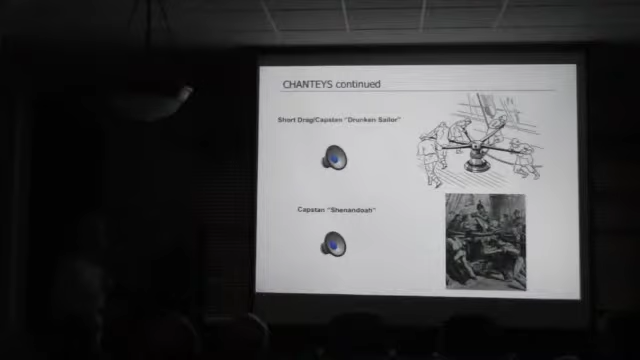 CHANTEYS continued
Short Drag/Capstan "Drunken Sailor"
Capstan "Shenandoah"